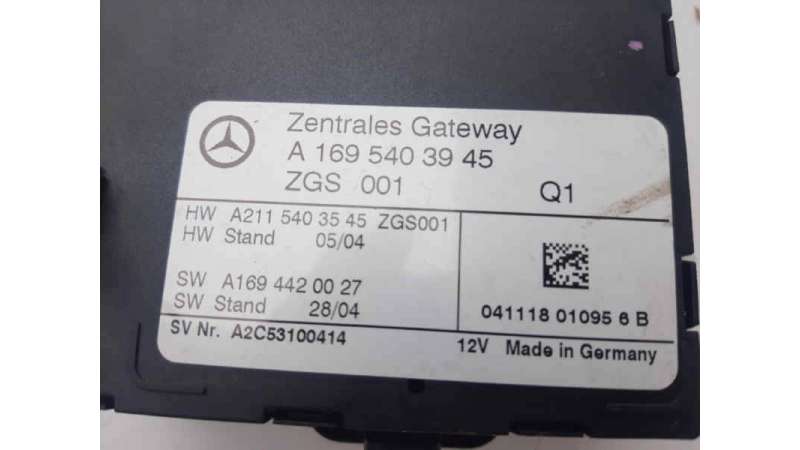 Zentrales Gateway
A 169 540 39 45
ZGS 001 Q1
HW A211 540 35 45 ZGS001
HW Stand 05/04
SW A169 442 00 27
SW Stand 28/04
041118 01095 6 B
SV Nr. A2C53100414
12V Made in Germany